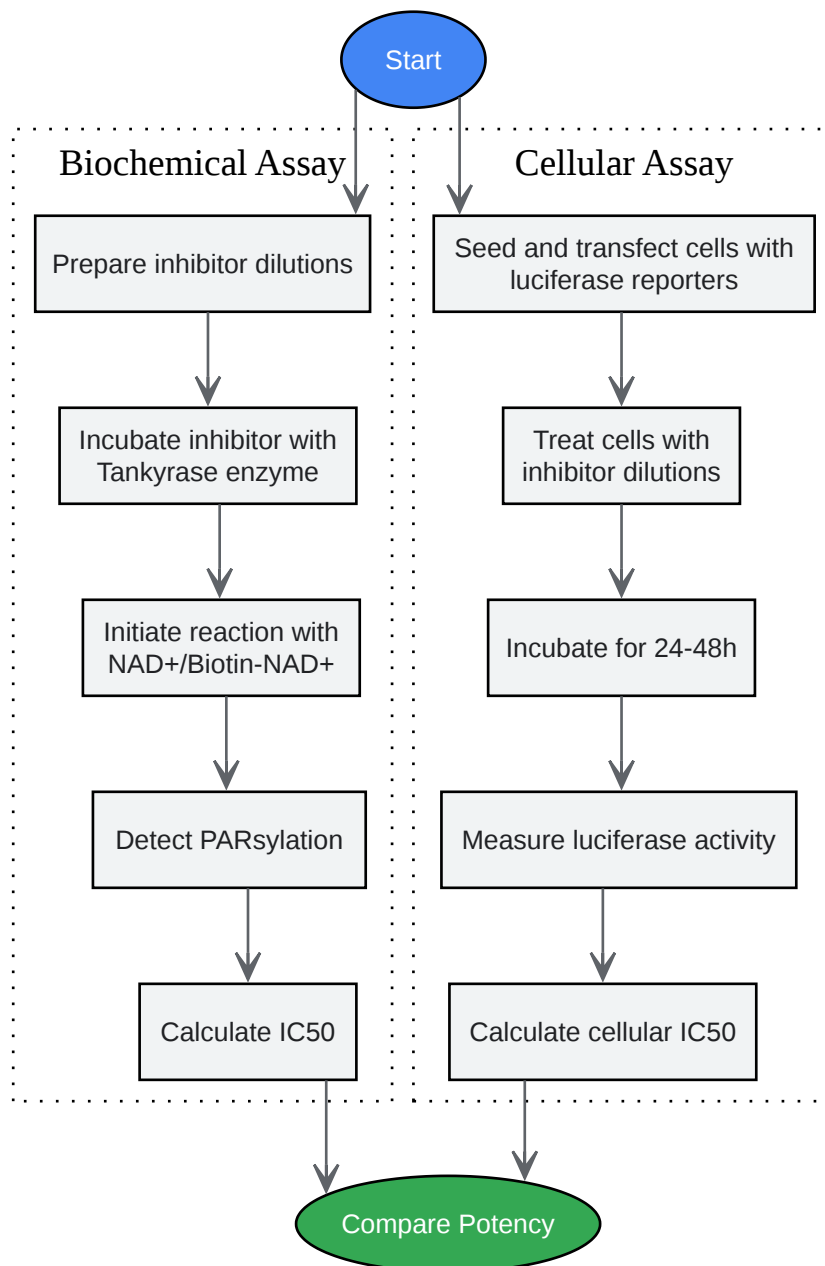 Start
Biochemical Assay
Prepare inhibitor dilutions
Incubate inhibitor with
Tankyrase enzyme
Initiate reaction with
NAD+/Biotin-NAD+
Detect PARsylation
Calculate IC50
Cellular Assay
Seed and transfect cells with
luciferase reporters
Treat cells with
inhibitor dilutions
Incubate for 24-48h
Measure luciferase activity
Calculate cellular IC50
Compare Potency